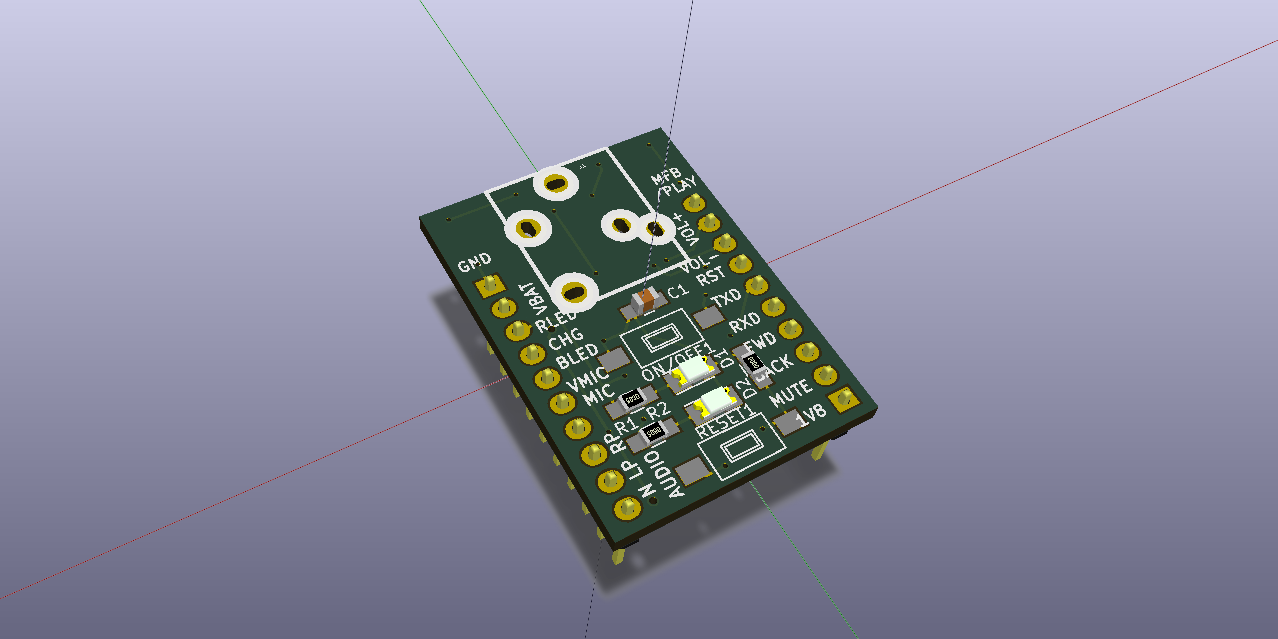 MFB
/PLAY
VOL+
VOL-
RST
TXD
RXD
FWD
MUTE
1V8
GND
VBAT
RLED
CHG
BLED
VMIC
MIC
RP
LP
AUDIO
N
C1
ON/OFF1
D1
D2
R1
R2
RESET1